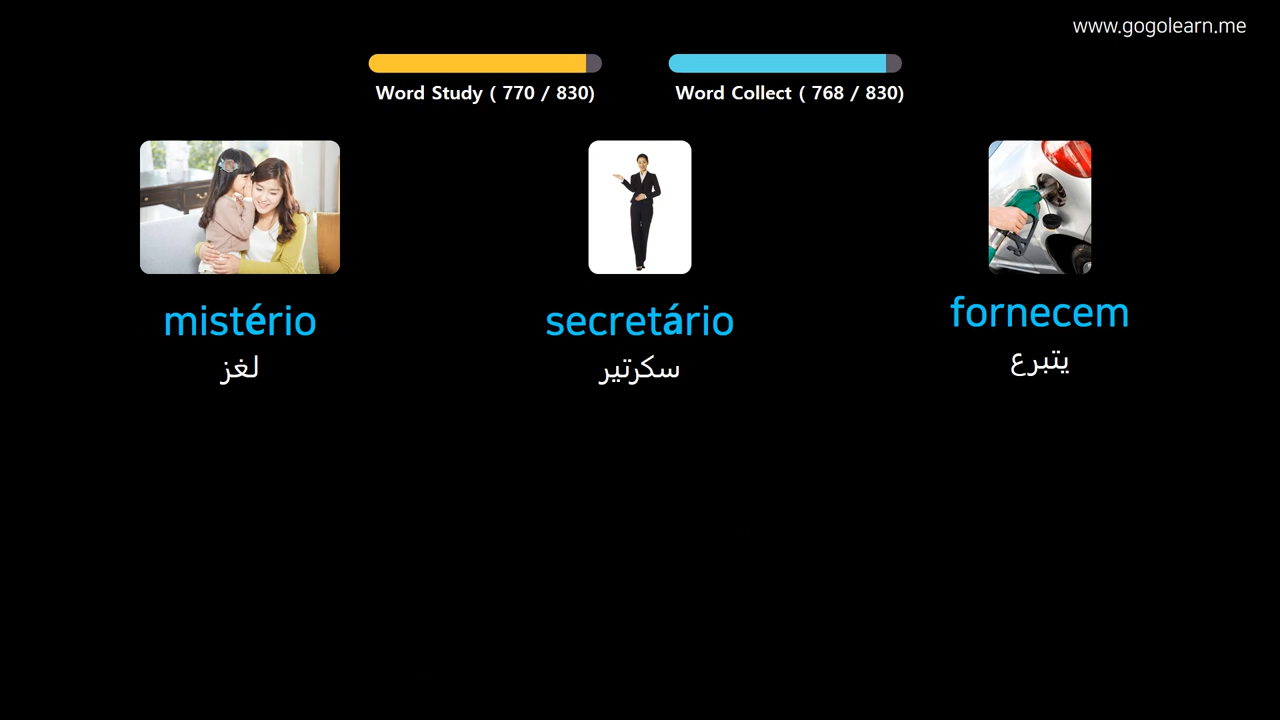 www.gogolearn.me
Word Study ( 770 / 830)
Word Collect ( 768 / 830)
mistério
لغز
secretário
سكرتير
fornecem
يتبرع